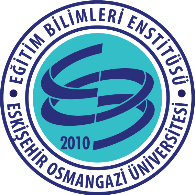 EĞİTİM BİLİMLERİ ENSTİTÜSÜ
ESKİŞEHİR OSMANGAZİ ÜNİVERSİTESİ
2010